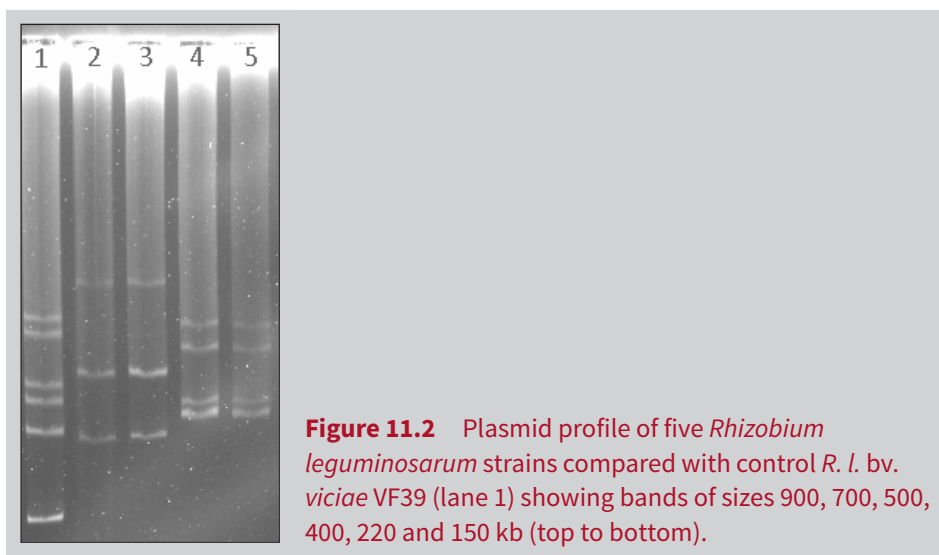 1 2 3 4 5
Figure 11.2 Plasmid profile of five Rhizobium
leguminosarum strains compared with control R. l. bv.
viciae VF39 (lane 1) showing bands of sizes 900, 700, 500,
400, 220 and 150 kb (top to bottom).